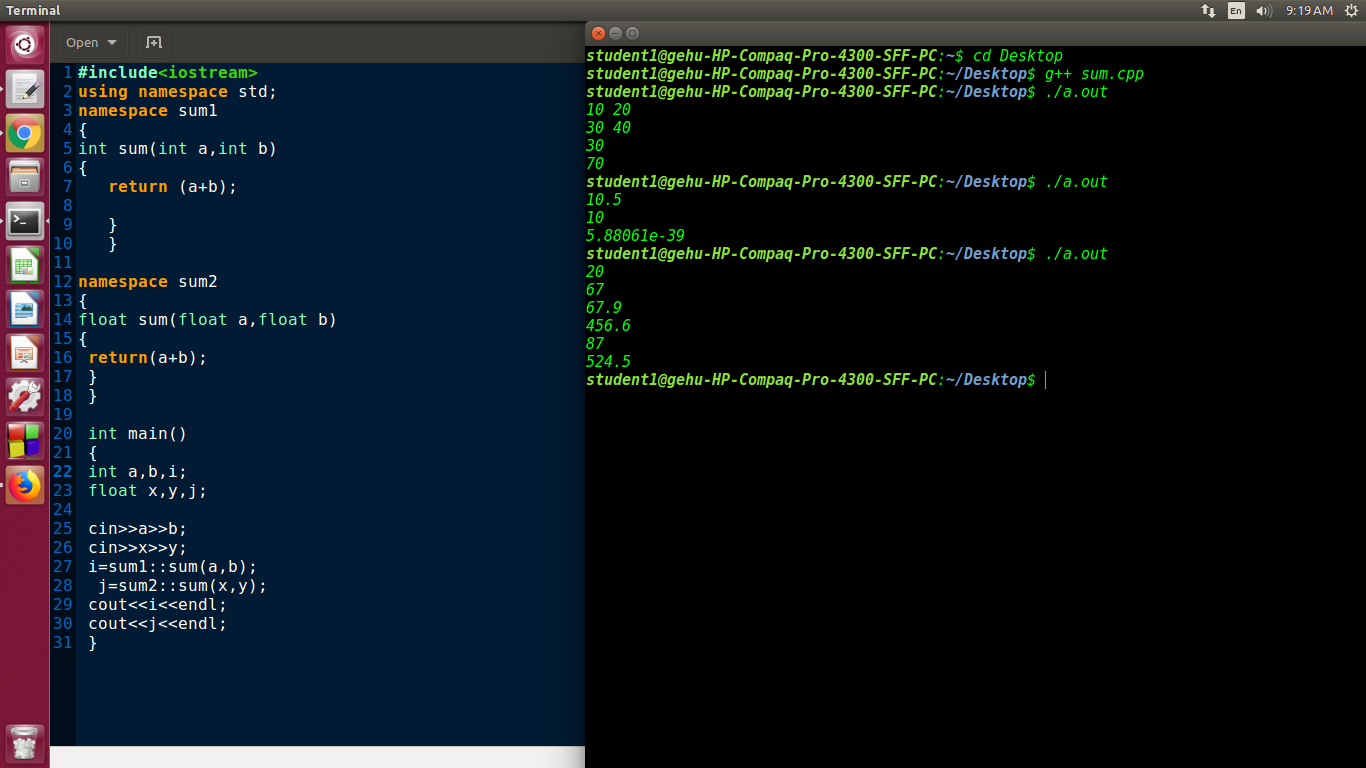 Terminal
En
9:19 AM
Open
1 #include<iostream>
2 using namespace std;
3 namespace sum1
4 {
5 int sum(int a,int b)
6 {
7    return (a+b);
8
9    }
10    }
11
12 namespace sum2
13 {
14 float sum(float a,float b)
15 {
16  return(a+b);
17  }
18  }
19
20  int main()
21  {
22  int a,b,i;
23  float x,y,j;
24
25  cin>>a>>b;
26  cin>>x>>y;
27  i=sum1::sum(a,b);
28   j=sum2::sum(x,y);
29  cout<<i<<endl;
30  cout<<j<<endl;
31  }
student1@gehu-HP-Compaq-Pro-4300-SFF-PC:~$ cd Desktop
student1@gehu-HP-Compaq-Pro-4300-SFF-PC:~/Desktop$ g++ sum.cpp
student1@gehu-HP-Compaq-Pro-4300-SFF-PC:~/Desktop$ ./a.out
10 20
30 40
30
70
student1@gehu-HP-Compaq-Pro-4300-SFF-PC:~/Desktop$ ./a.out
10.5
10
5.88061e-39
student1@gehu-HP-Compaq-Pro-4300-SFF-PC:~/Desktop$ ./a.out
20
67
67.9
456.6
87
524.5
student1@gehu-HP-Compaq-Pro-4300-SFF-PC:~/Desktop$